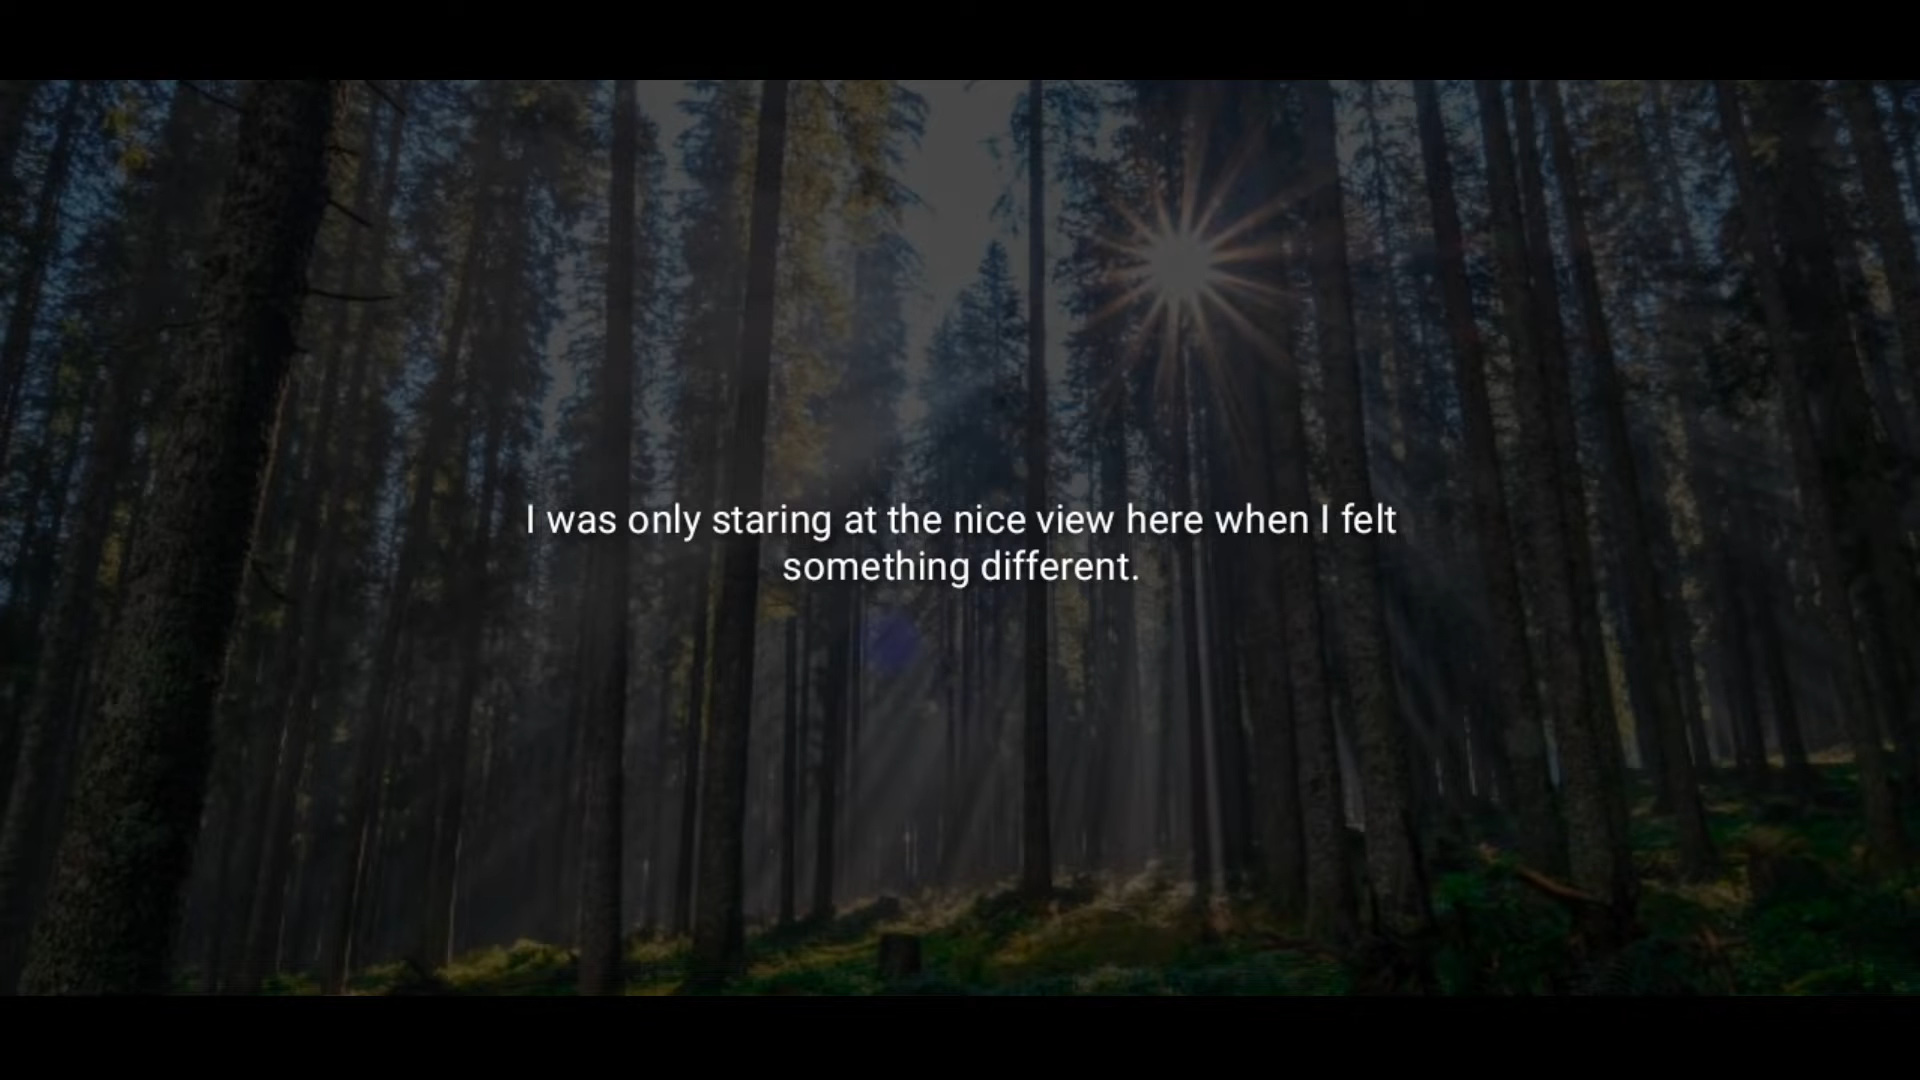 I was only staring at the nice view here when I felt
something different.